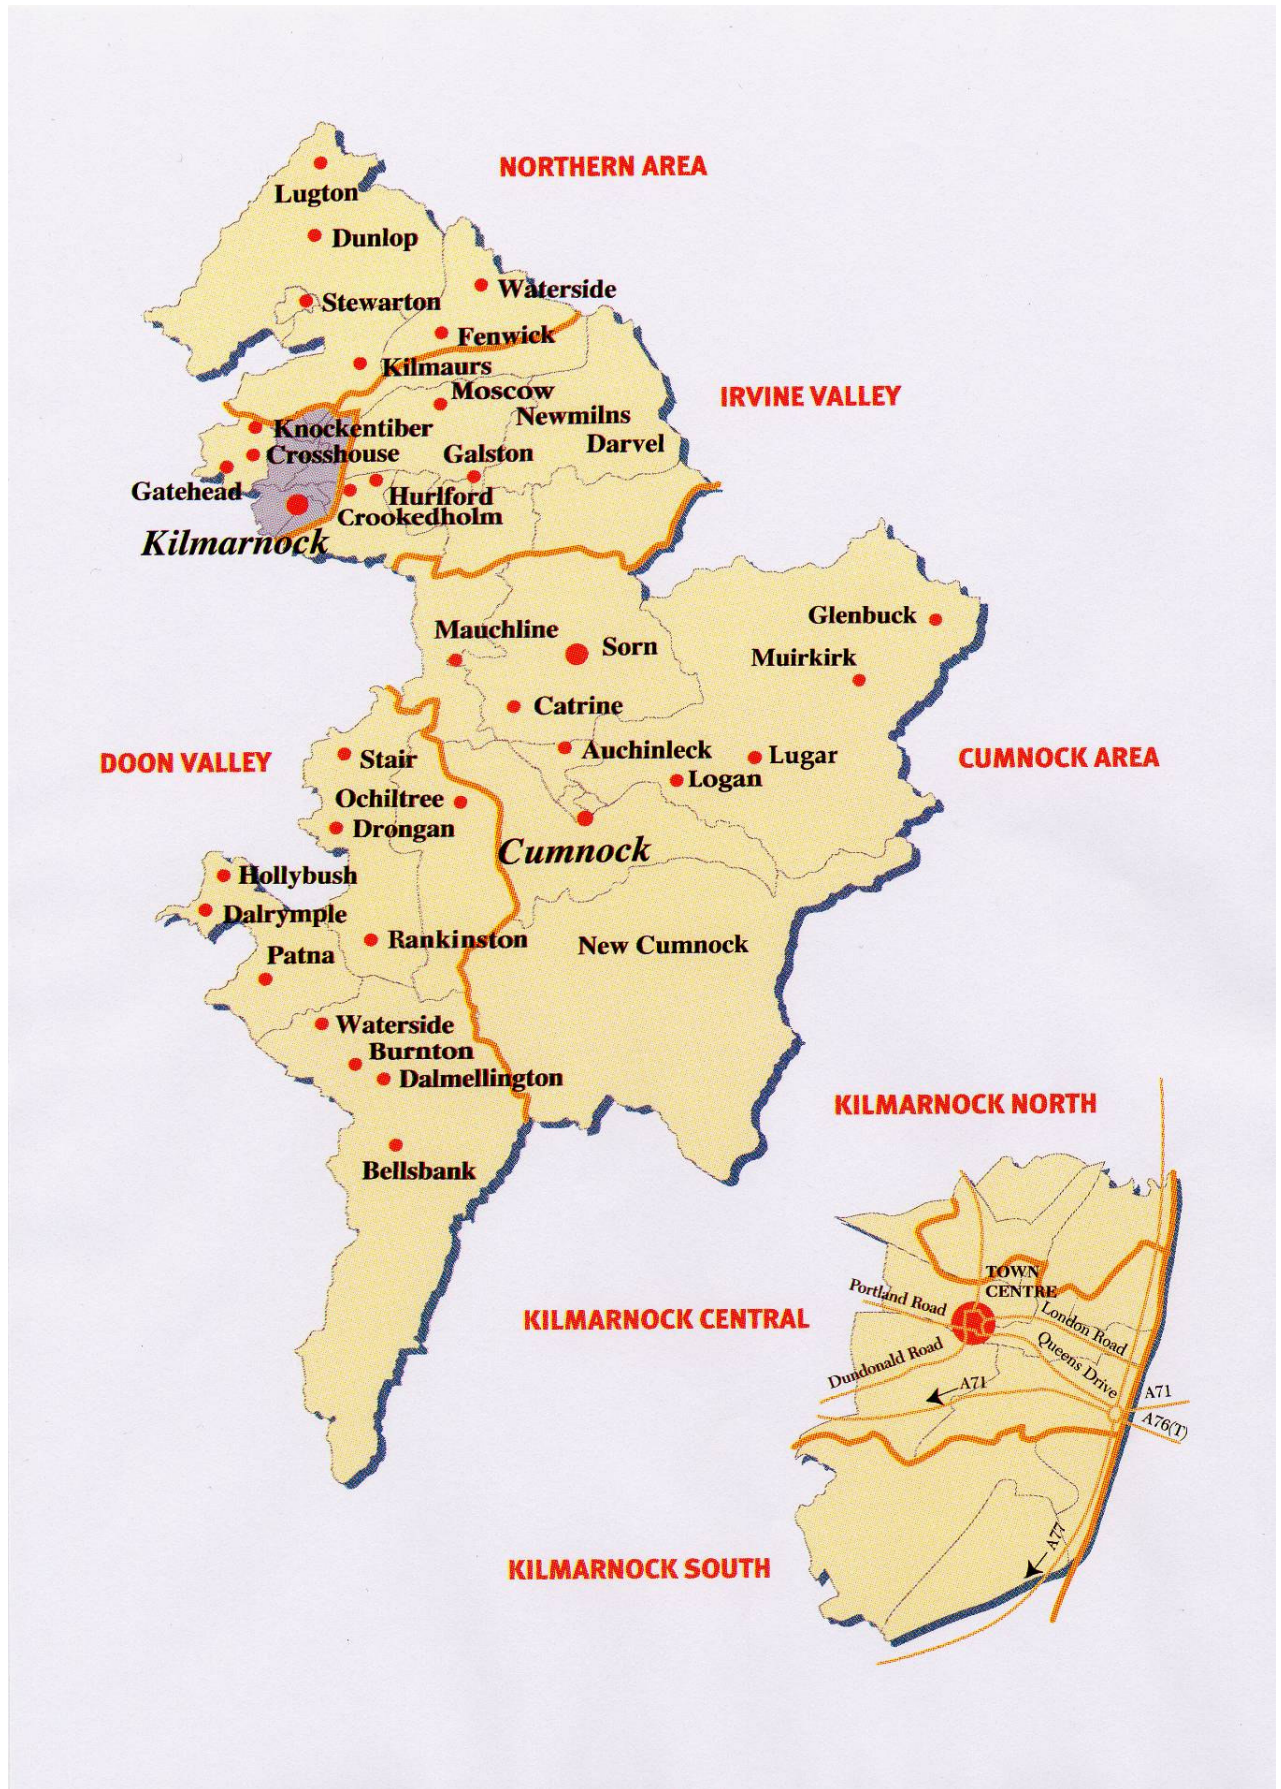 NORTHERN AREA
Lugton
Dunlop
Waterside
Stewarton
Fenwick
Kilmaurs
Moscow
IRVINE VALLEY
Newmilns
Knockentiber
Darvel
Crosshouse
Galston
Gatehead
Hurlford
Crookedholm
Kilmarnock
Glenbuck
Mauchline
Sorn
Muirkirk
Catrine
Auchinleck
Lugar
DOON VALLEY
Stair
CUMNOCK AREA
Logan
Ochiltree
Drongan
Cumnock
Hollybush
Dalrymple
Rankinston
New Cumnock
Patna
Waterside
Burnton
Dalmellington
KILMARNOCK NORTH
Bellsbank
TOWN
CENTRE
Portland Road
London Road
KILMARNOCK CENTRAL
Queens Drive
Dundonald Road
A71
A71
A76(T)
A77
KILMARNOCK SOUTH